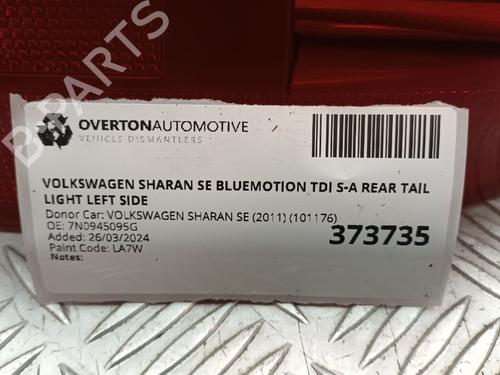 B-PARTS
OVERTONAUTOMOTIVE
VEHICLE DISMANTLERS
VOLKSWAGEN SHARAN SE BLUEMOTION TDI S-A REAR TAIL
LIGHT LEFT SIDE
Donor Car: VOLKSWAGEN SHARAN SE (2011) (101176)
OE: 7N0945095G
Added: 26/03/2024
Paint Code: LA7W
Notes:
373735